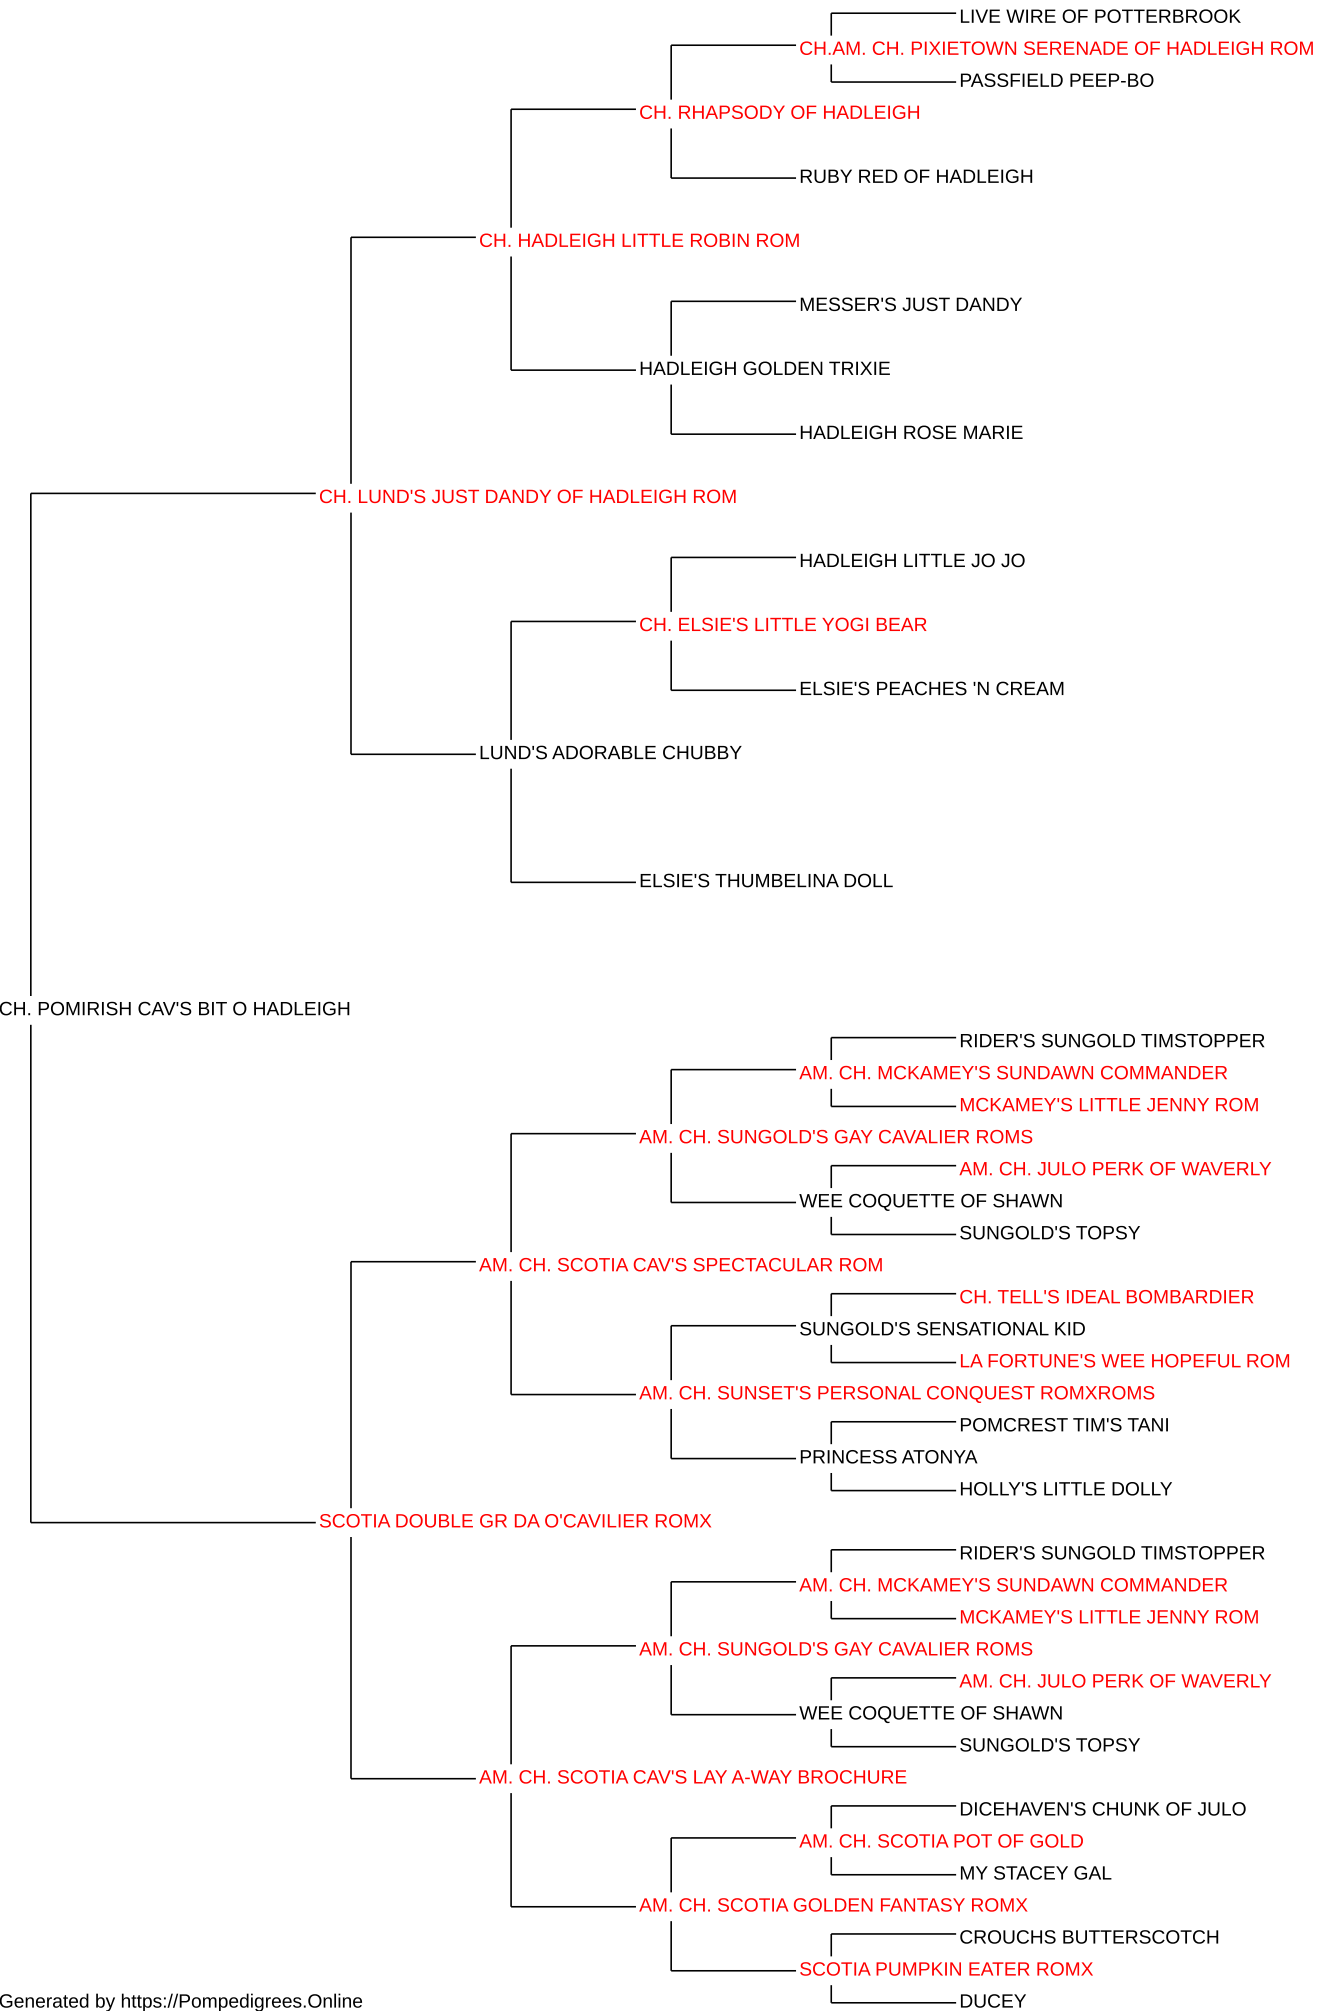 LIVE WIRE OF POTTERBROOK
CH.AM. CH. PIXIETOWN SERENADE OF HADLEIGH ROM
PASSFIELD PEEP-BO
CH. RHAPSODY OF HADLEIGH
RUBY RED OF HADLEIGH
CH. HADLEIGH LITTLE ROBIN ROM
MESSER'S JUST DANDY
HADLEIGH GOLDEN TRIXIE
HADLEIGH ROSE MARIE
CH. LUND'S JUST DANDY OF HADLEIGH ROM
HADLEIGH LITTLE JO JO
CH. ELSIE'S LITTLE YOGI BEAR
ELSIE'S PEACHES 'N CREAM
LUND'S ADORABLE CHUBBY
ELSIE'S THUMBELINA DOLL
CH. POMIRISH CAV'S BIT O HADLEIGH
RIDER'S SUNGOLD TIMSTOPPER
AM. CH. MCKAMEY'S SUNDAWN COMMANDER
MCKAMEY'S LITTLE JENNY ROM
AM. CH. SUNGOLD'S GAY CAVALIER ROMS
AM. CH. JULO PERK OF WAVERLY
WEE COQUETTE OF SHAWN
SUNGOLD'S TOPSY
AM. CH. SCOTIA CAV'S SPECTACULAR ROM
CH. TELL'S IDEAL BOMBARDIER
SUNGOLD'S SENSATIONAL KID
LA FORTUNE'S WEE HOPEFUL ROM
AM. CH. SUNSET'S PERSONAL CONQUEST ROMXROMS
POMCREST TIM'S TANI
PRINCESS ATONYA
HOLLY'S LITTLE DOLLY
SCOTIA DOUBLE GR DA O'CAVILIER ROMX
RIDER'S SUNGOLD TIMSTOPPER
AM. CH. MCKAMEY'S SUNDAWN COMMANDER
MCKAMEY'S LITTLE JENNY ROM
AM. CH. SUNGOLD'S GAY CAVALIER ROMS
AM. CH. JULO PERK OF WAVERLY
WEE COQUETTE OF SHAWN
SUNGOLD'S TOPSY
AM. CH. SCOTIA CAV'S LAY A-WAY BROCHURE
DICEHAVEN'S CHUNK OF JULO
AM. CH. SCOTIA POT OF GOLD
MY STACEY GAL
AM. CH. SCOTIA GOLDEN FANTASY ROMX
CROUCHS BUTTERSCOTCH
SCOTIA PUMPKIN EATER ROMX
DUCEY
Generated by https://Pompedigrees.Online